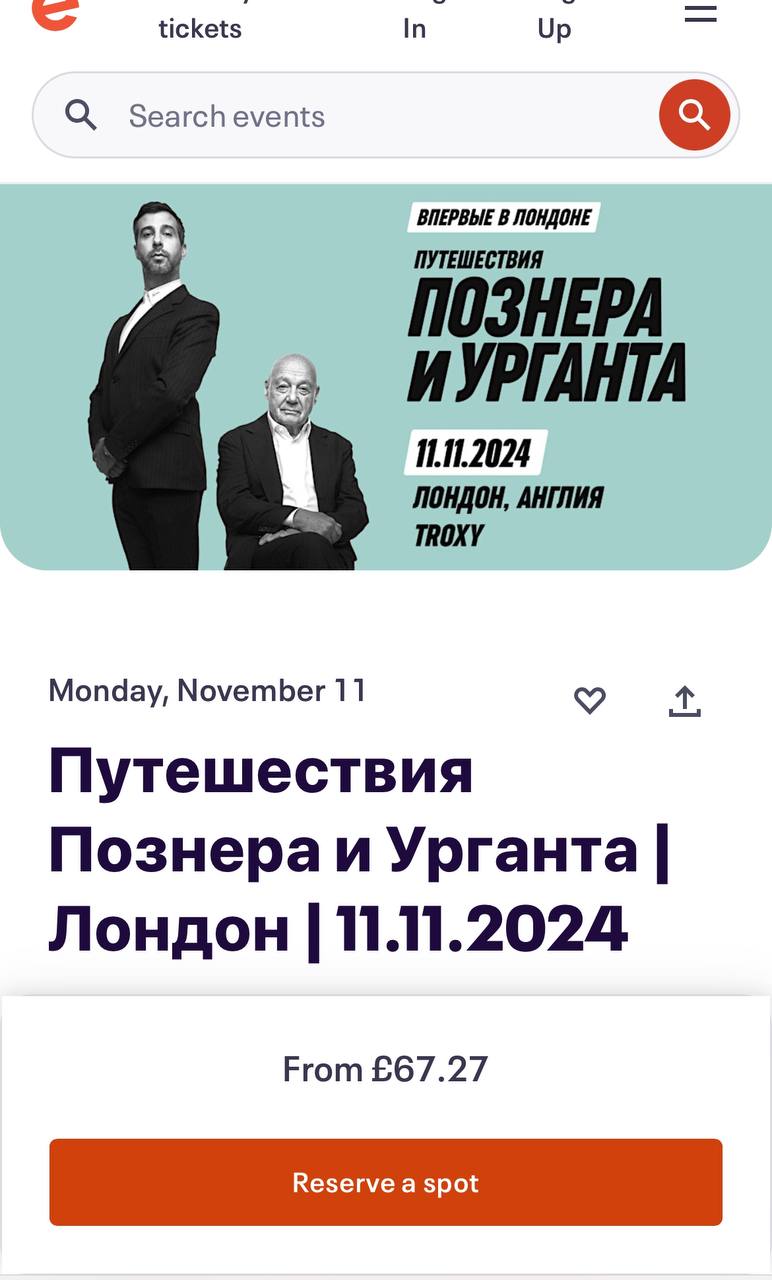 tickets
In
Up
Search events
ВПЕРВЫЕ В ЛОНДОНЕ
ПУТЕШЕСТВИЯ
ПОЗНЕРА
И УРГАНТА
11.11.2024
ЛОНДОН, АНГЛИЯ
TROXY
Monday, November 11
Путешествия
Познера и Урганта |
Лондон | 11.11.2024
From £67.27
Reserve a spot